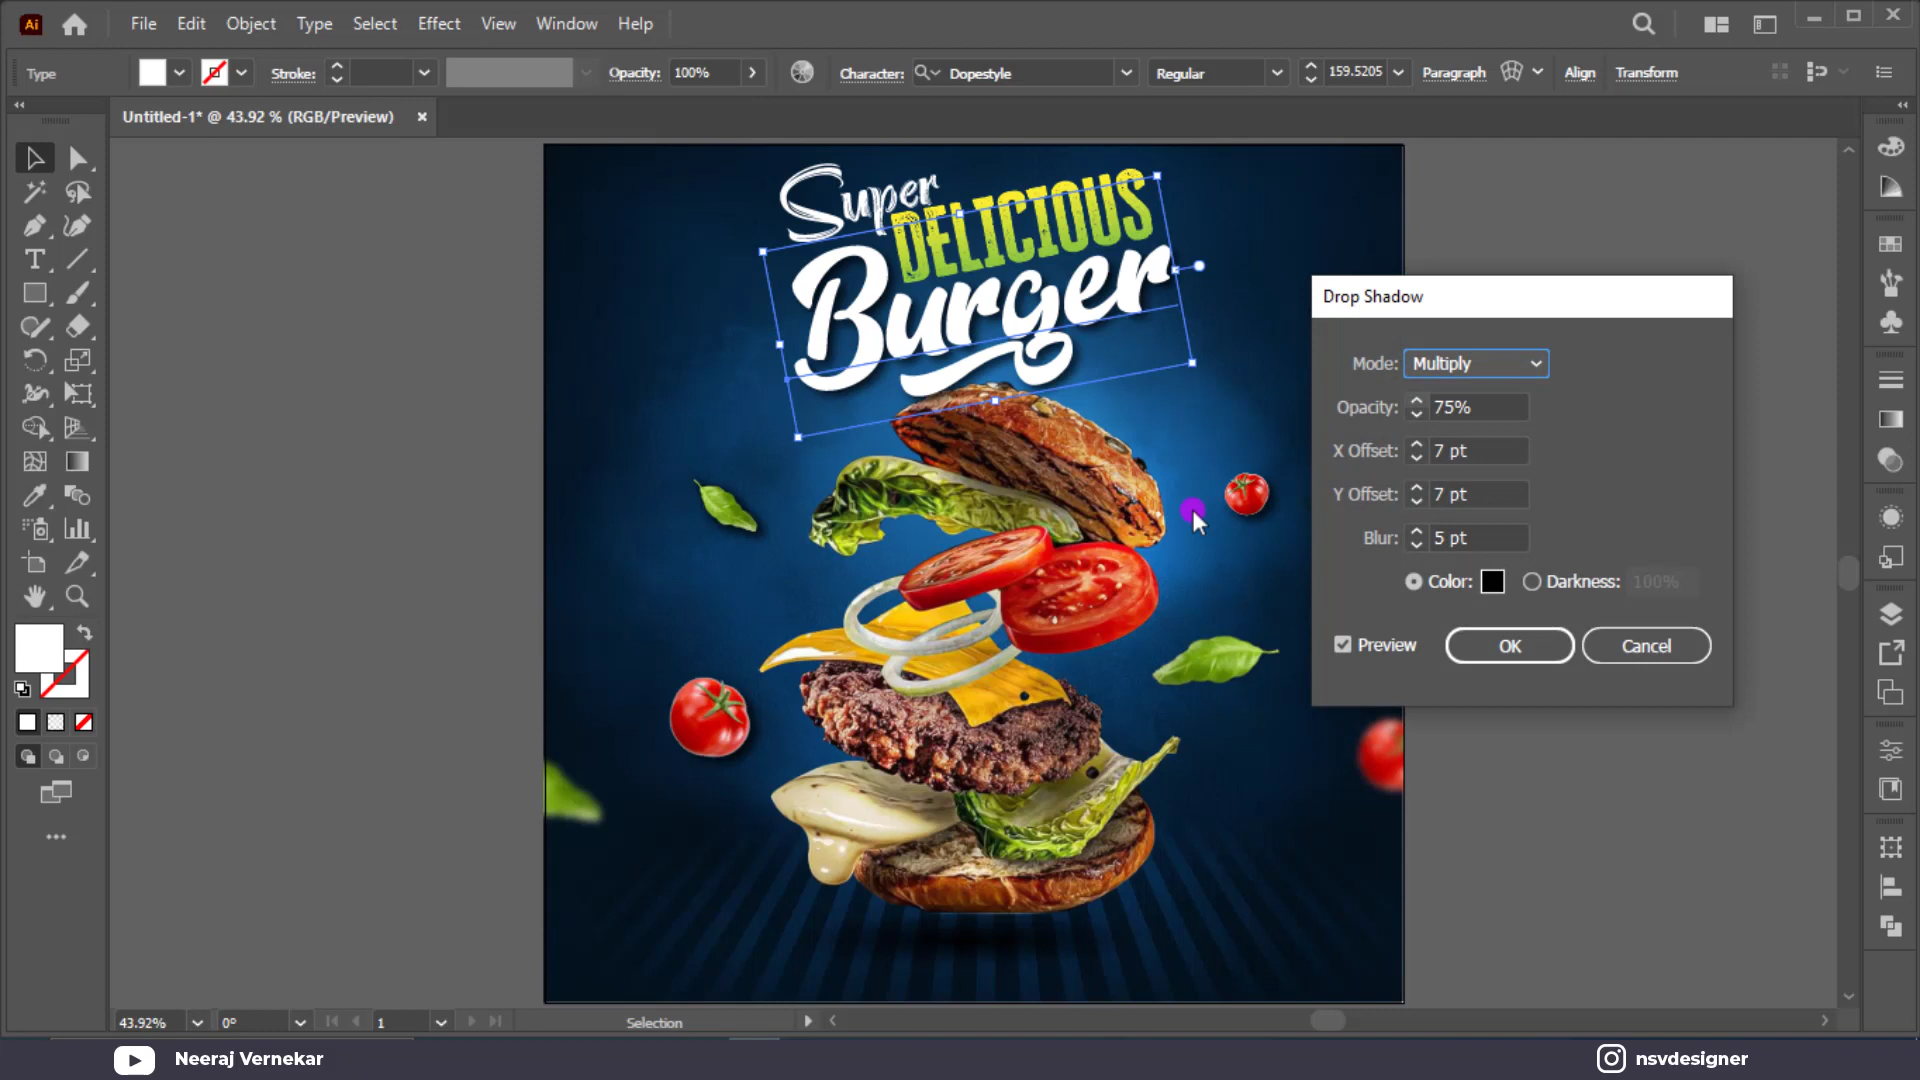 Ai File Edit Object Type Select Effect View Window Help
Type Stroke: Opacity: 100% Character: Dopestyle Regular 159.5205 Paragraph Align Transform
Untitled-1* @ 43.92 % (RGB/Preview)
Super
DELICIOUS
Burger
Drop Shadow
Mode: Multiply
Opacity: 75%
X Offset: 7 pt
Y Offset: 7 pt
Blur: 5 pt
Color: Darkness: 100%
Preview OK Cancel
43.92% 0° 1 Selection
Neeraj Vernekar nsvdesigner